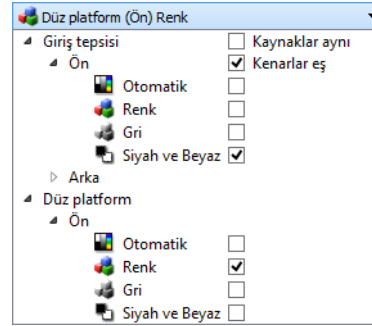 Düz platform (Ön) Renk
Giriş tepsisi Kaynaklar aynı
Ön Kenarlar eş
Otomatik
Renk
Gri
Siyah ve Beyaz
Arka
Düz platform
Ön
Otomatik
Renk
Gri
Siyah ve Beyaz